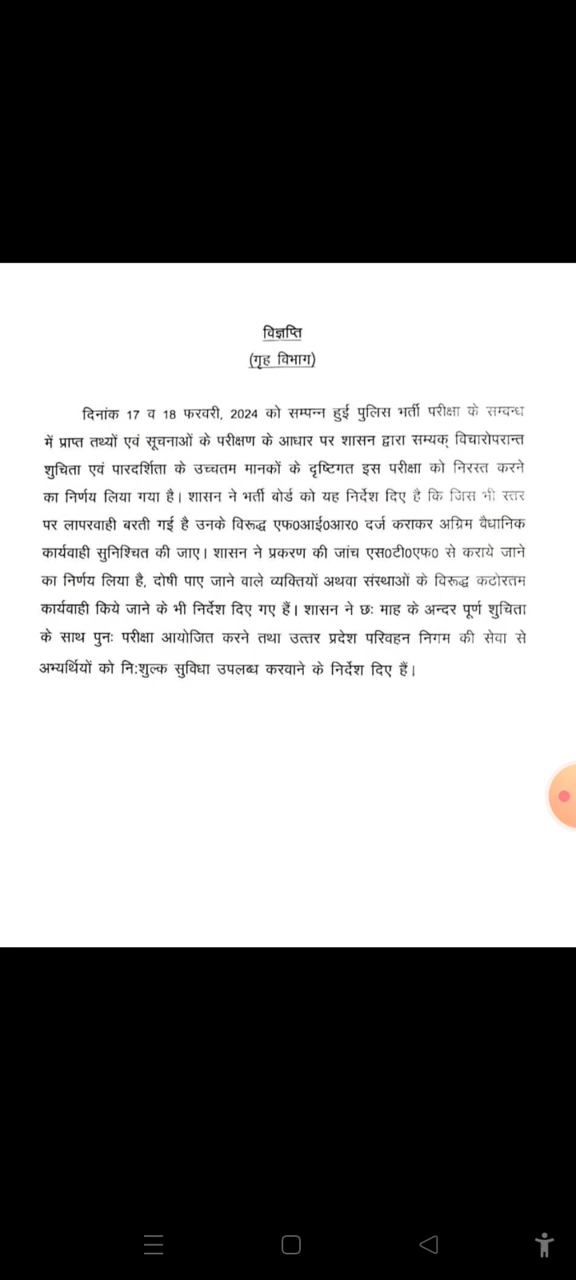 विज्ञप्ति
(गृह विभाग)
दिनांक 17 व 18 फरवरी, 2024 को सम्पन्न हुई पुलिस भर्ती परीक्षा के सम्बन्ध
में प्राप्त तथ्यों एवं सूचनाओं के परीक्षण के आधार पर शासन द्वारा सम्यक् विचारोपरान्त
शुचिता एवं पारदर्शिता के उच्चतम मानकों के दृष्टिगत इस परीक्षा को निरस्त करने
का निर्णय लिया गया है। शासन ने भर्ती बोर्ड को यह निर्देश दिए है कि जिस भी स्तर
पर लापरवाही बरती गई है उनके विरूद्ध एफ0आई0आर0 दर्ज कराकर अग्रिम वैधानिक
कार्यवाही सुनिश्चित की जाए। शासन ने प्रकरण की जांच एस0टी0एफ0 से कराये जाने
का निर्णय लिया है, दोषी पाए जाने वाले व्यक्तियों अथवा संस्थाओं के विरूद्ध कठोरतम
कार्यवाही किये जाने के भी निर्देश दिए गए हैं। शासन ने छः माह के अन्दर पूर्ण शुचिता
के साथ पुनः परीक्षा आयोजित करने तथा उत्तर प्रदेश परिवहन निगम की सेवा से
अभ्यर्थियों को नि:शुल्क सुविधा उपलब्ध करवाने के निर्देश दिए हैं।